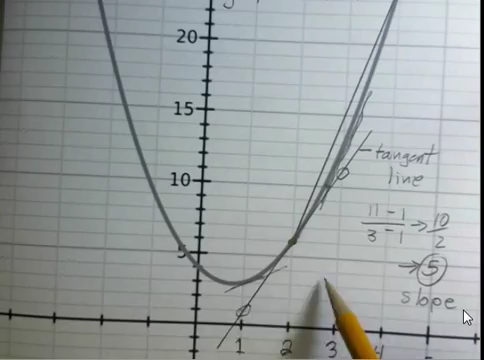 20
15
10
5
1 2 3 4
tangent
line
11-1 → 10
3-1 2
→ 5
slope